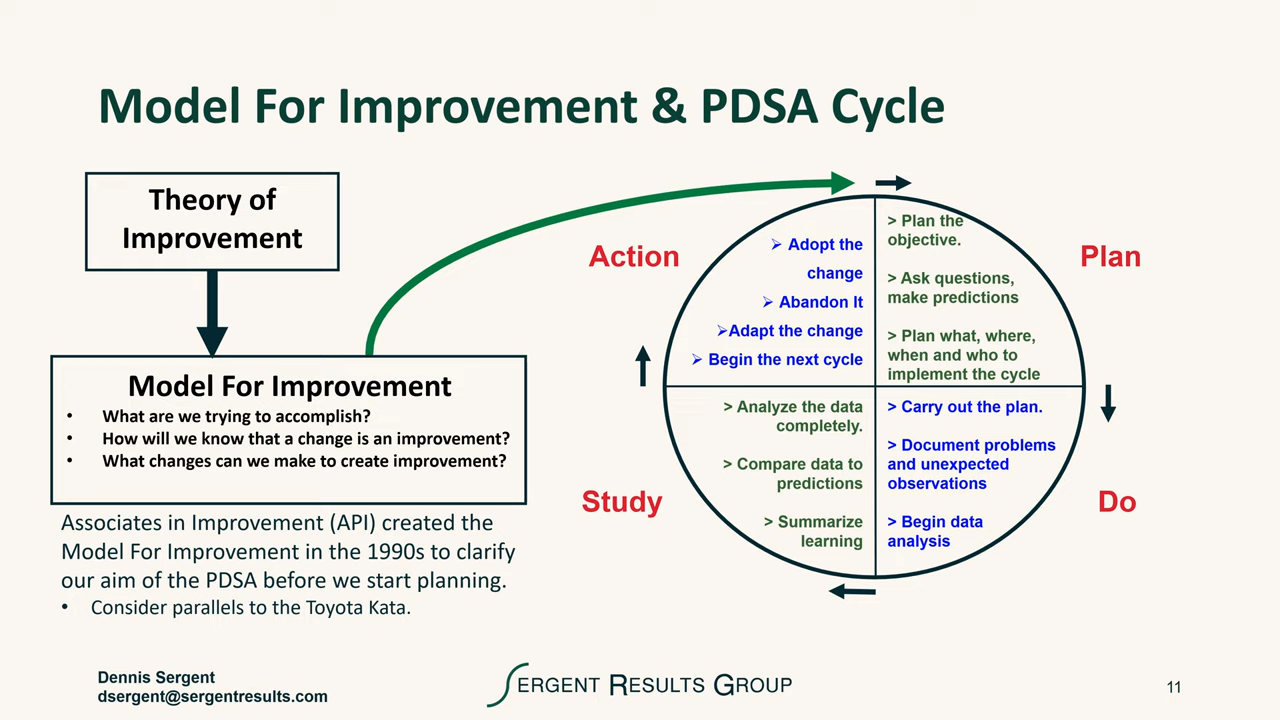 Model For Improvement & PDSA Cycle
Theory of
Improvement
Model For Improvement
• What are we trying to accomplish?
• How will we know that a change is an improvement?
• What changes can we make to create improvement?
Associates in Improvement (API) created the
Model For Improvement in the 1990s to clarify
our aim of the PDSA before we start planning.
• Consider parallels to the Toyota Kata.
Action
➢ Adopt the
change
➢ Abandon It
➢Adapt the change
➢ Begin the next cycle
Plan
> Plan the
objective.
> Ask questions,
make predictions
> Plan what, where,
when and who to
implement the cycle
Study
> Analyze the data
completely.
> Compare data to
predictions
> Summarize
learning
Do
> Carry out the plan.
> Document problems
and unexpected
observations
> Begin data
analysis
Dennis Sergent
dsergent@sergentresults.com
SERGENT RESULTS GROUP
11